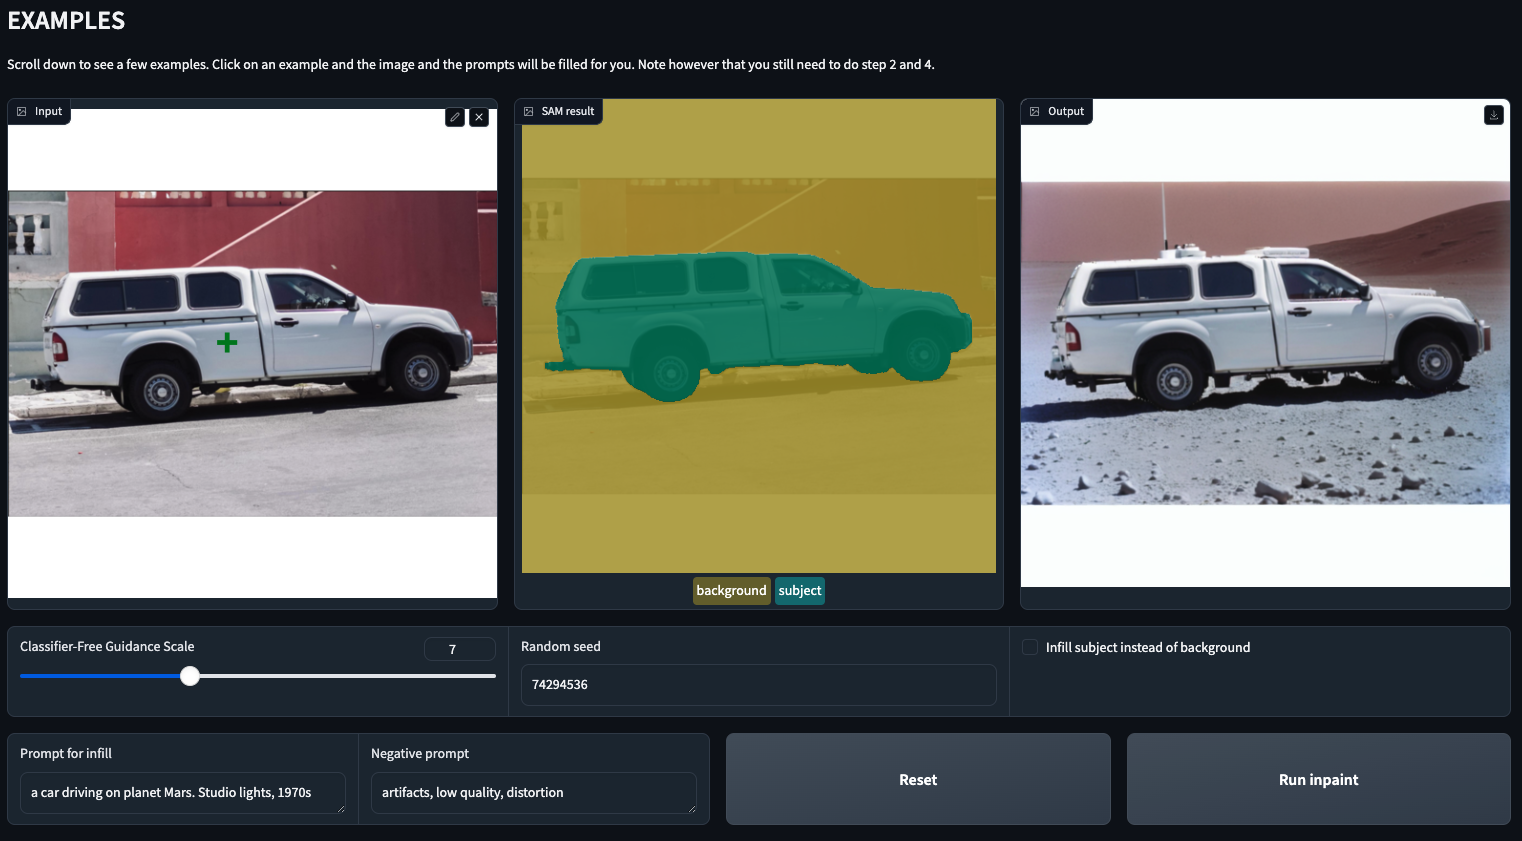 EXAMPLES
Scroll down to see a few examples. Click on an example and the image and the prompts will be filled for you. Note however that you still need to do step 2 and 4.
Input
SAM result
Output
background
subject
Classifier-Free Guidance Scale
7
Random seed
74294536
Infill subject instead of background
Prompt for infill
a car driving on planet Mars. Studio lights, 1970s
Negative prompt
artifacts, low quality, distortion
Reset
Run inpaint